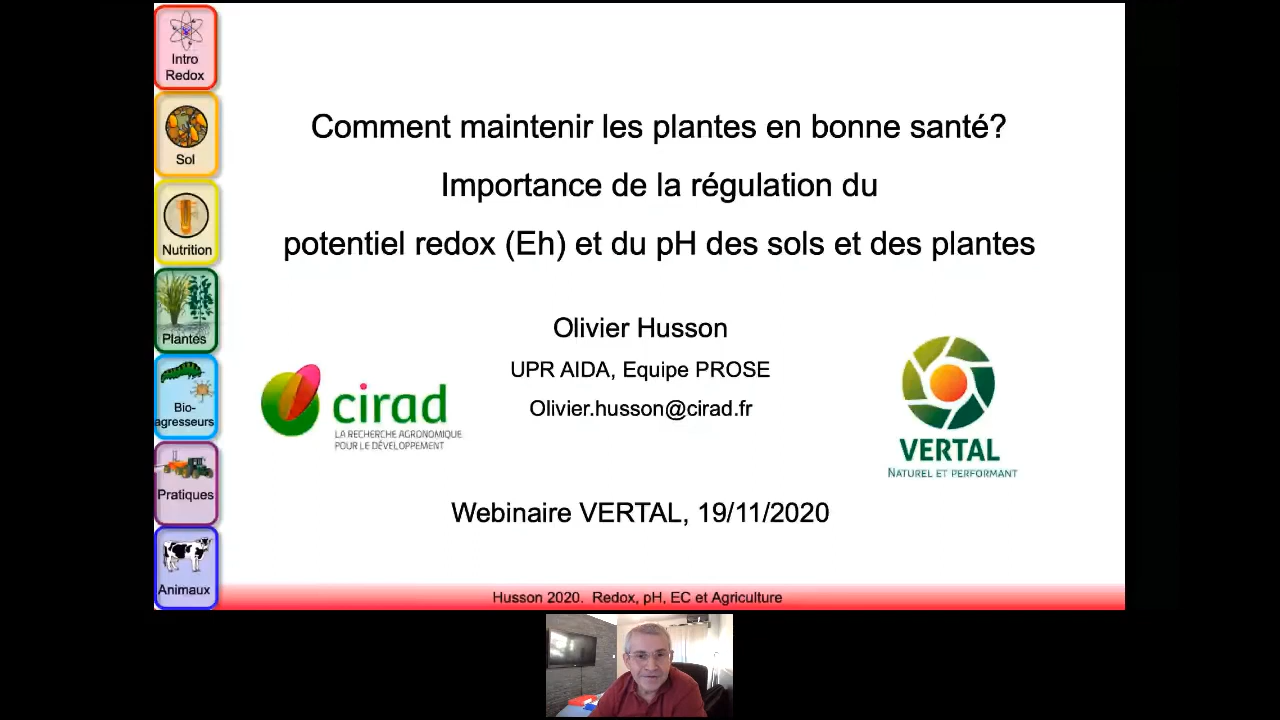 Intro
Redox
Sol
Nutrition
Plantes
Bio-
agresseurs
Pratiques
Animaux
Comment maintenir les plantes en bonne santé?
Importance de la régulation du
potentiel redox (Eh) et du pH des sols et des plantes
Olivier Husson
UPR AIDA, Equipe PROSE
Olivier.husson@cirad.fr
cirad
LA RECHERCHE AGRONOMIQUE
POUR LE DÉVELOPPEMENT
VERTAL
NATUREL ET PERFORMANT
Webinaire VERTAL, 19/11/2020
Husson 2020. Redox, pH, EC et Agriculture